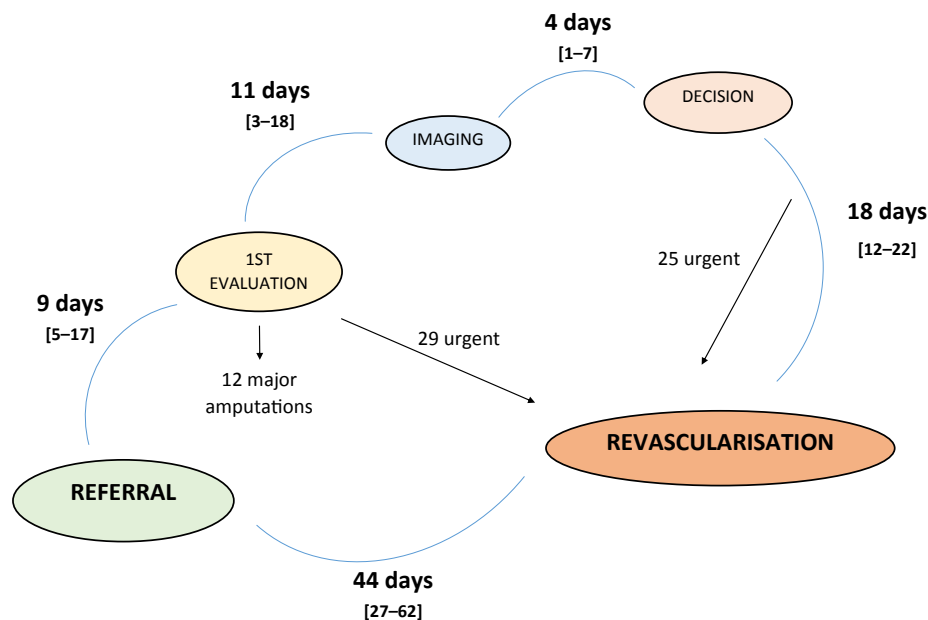 4 days
[1–7]
11 days
[3–18]
DECISION
IMAGING
18 days
[12–22]
1ST
EVALUATION
25 urgent
9 days
[5–17]
29 urgent
12 major
amputations
REVASCULARISATION
REFERRAL
44 days
[27–62]